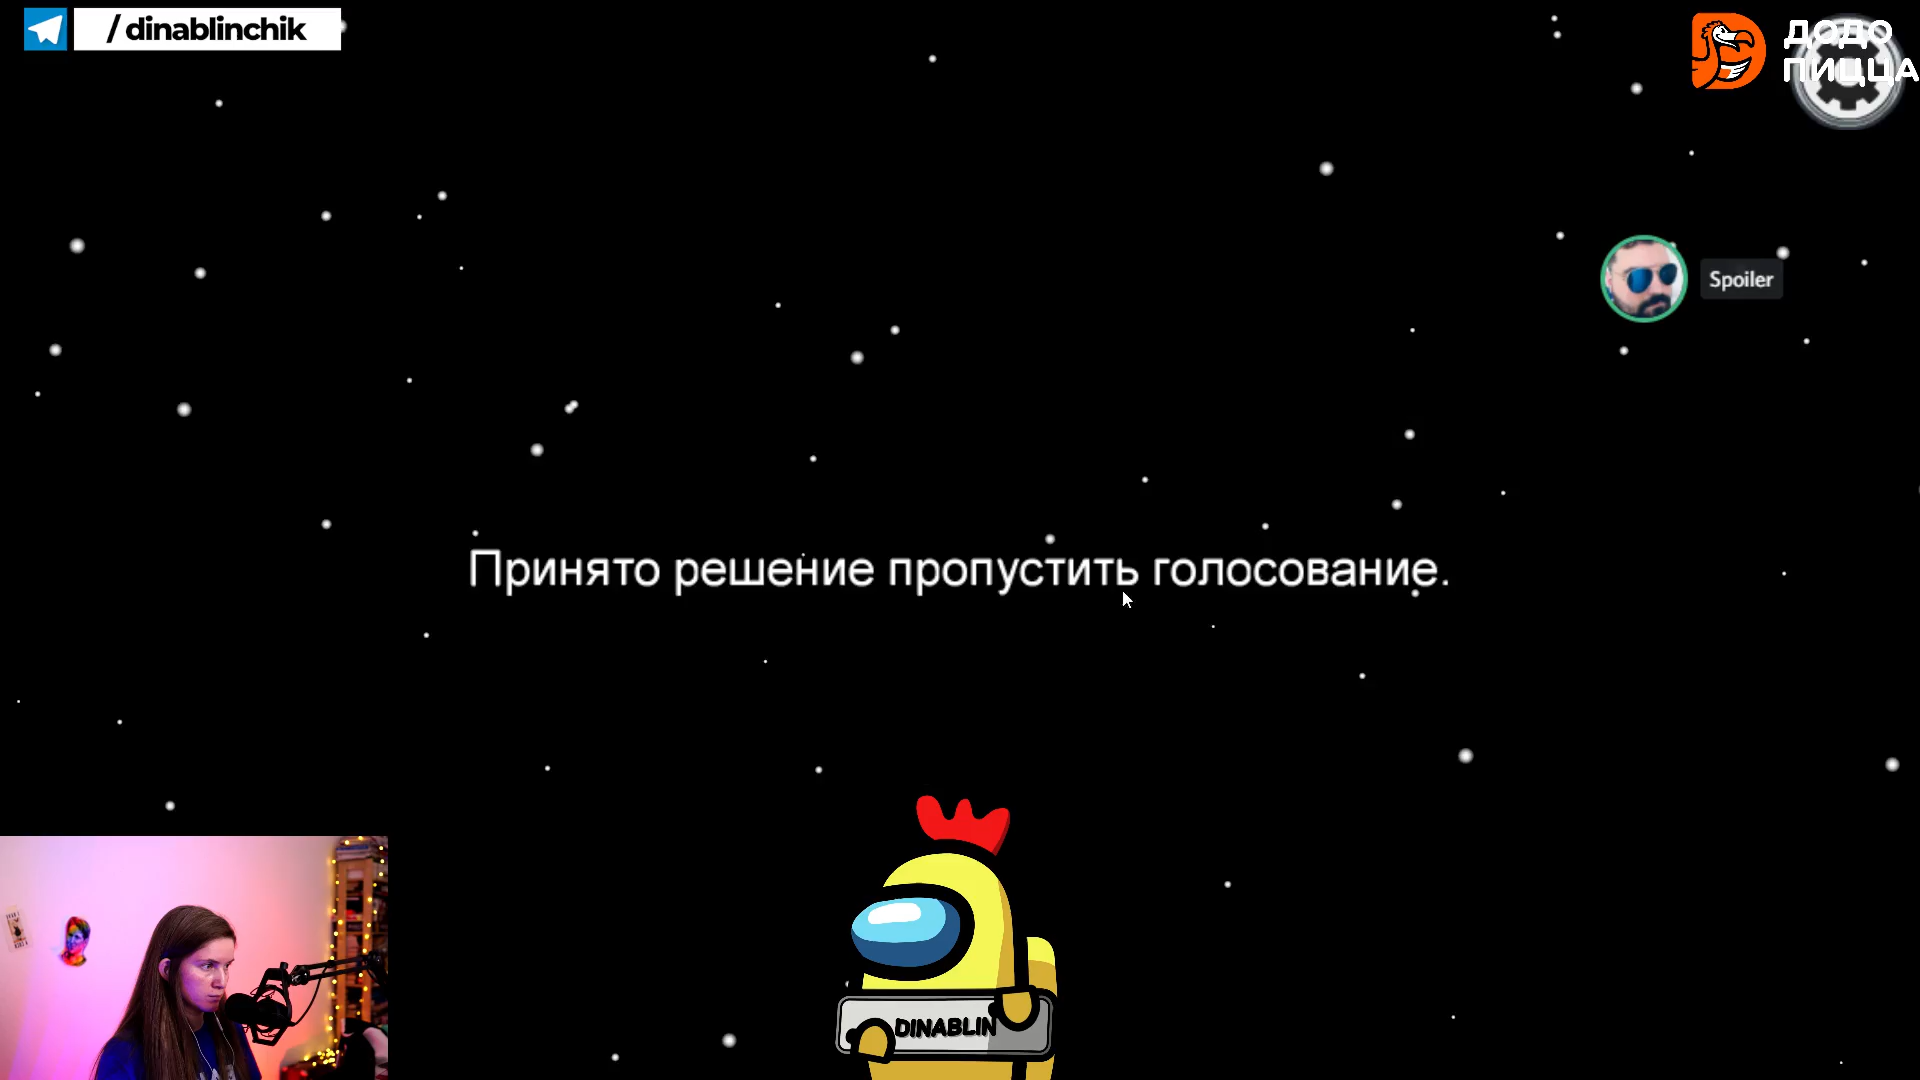 /dinablinchik
ДОДО
ПИЦЦА
Spoiler
Принято решение пропустить голосование.
DINABLIN